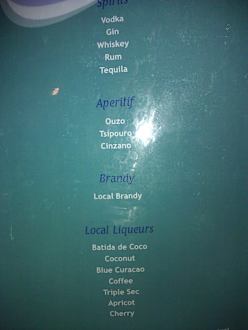 Spirits
Vodka
Gin
Whiskey
Rum
Tequila
Aperitif
Ouzo
Tsipouro
Cinzano
Brandy
Local Brandy
Local Liqueurs
Batida de Coco
Coconut
Blue Curacao
Coffee
Triple Sec
Apricot
Cherry